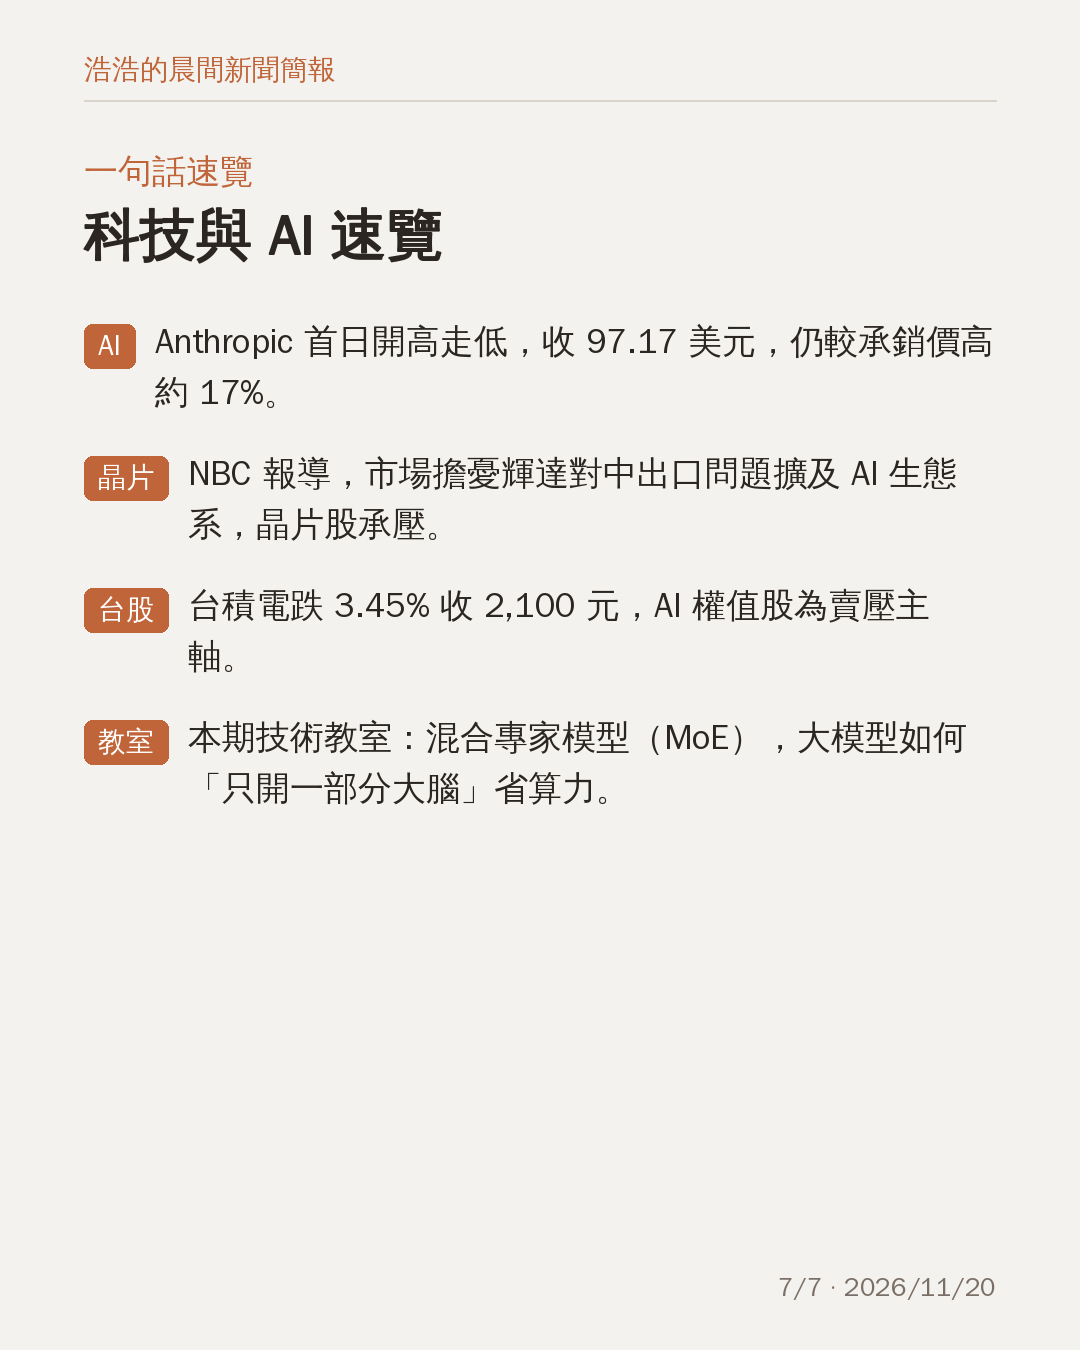 浩浩的晨間新聞簡報
一句話速覽
科技與 AI 速覽
AI
Anthropic 首日開高走低，收 97.17 美元，仍較承銷價高
約 17%。
晶片
NBC 報導，市場擔憂輝達對中出口問題擴及 AI 生態
系，晶片股承壓。
台股
台積電跌 3.45% 收 2,100 元，AI 權值股為賣壓主
軸。
教室
本期技術教室：混合專家模型（MoE），大模型如何
「只開一部分大腦」省算力。
7/7 · 2026/11/20